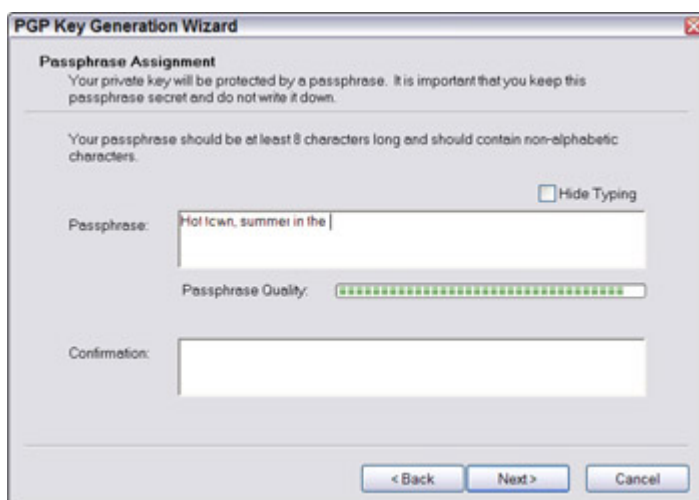 PGP Key Generation Wizard
Passphrase Assignment
Your private key will be protected by a passphrase. It is important that you keep this
passphrase secret and do not write it down.
Your passphrase should be at least 8 characters long and should contain non-alphabetic
characters.
Hide Typing
Passphrase:
Hot town, summer in the
Passphrase Quality:
Confirmation:
< Back
Next >
Cancel